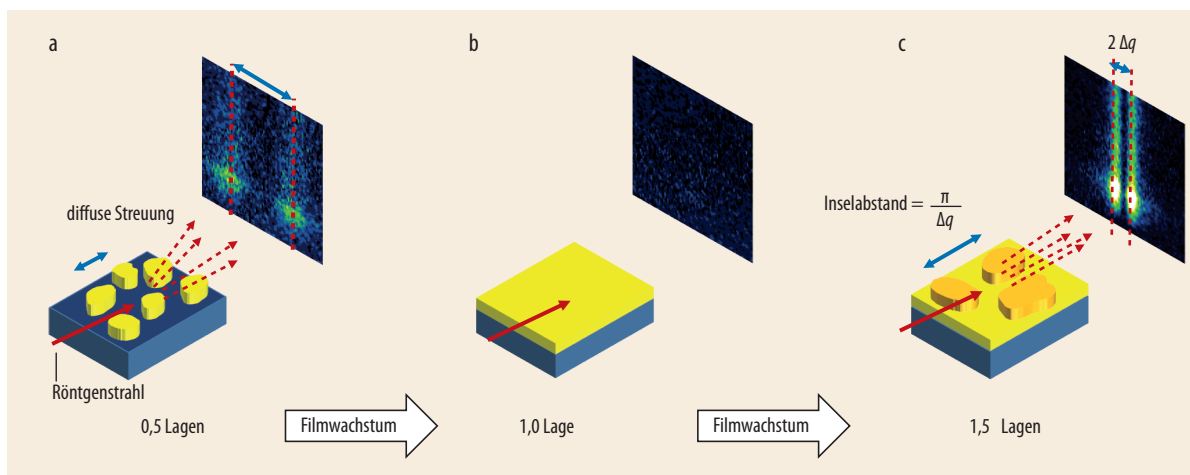 a
diffuse Streuung
Röntgenstrahl
0,5 Lagen
Filmwachstum
b
1,0 Lage
Filmwachstum
c
2 Δq
Inselabstand = π / Δq
1,5 Lagen